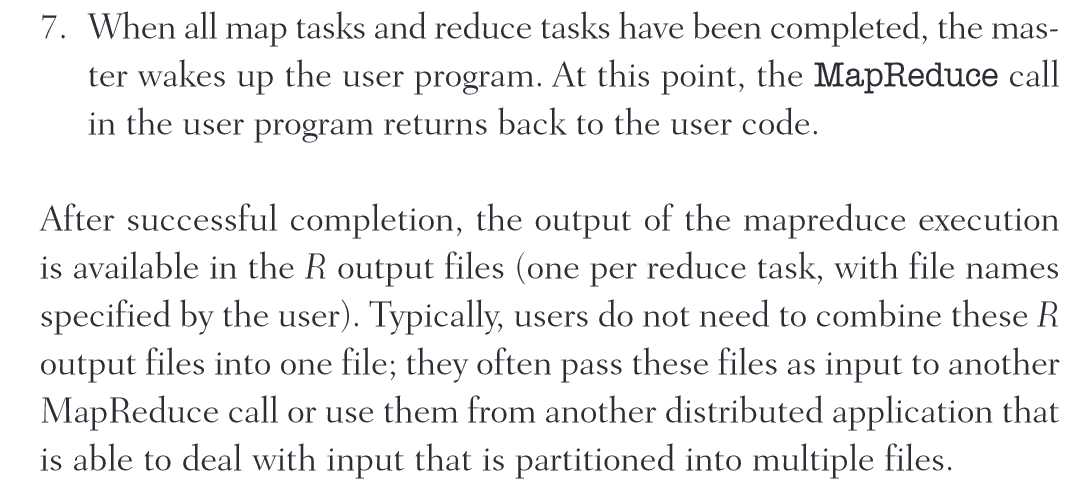 7. When all map tasks and reduce tasks have been completed, the mas-
ter wakes up the user program. At this point, the MapReduce call
in the user program returns back to the user code.
After successful completion, the output of the mapreduce execution
is available in the R output files (one per reduce task, with file names
specified by the user). Typically, users do not need to combine these R
output files into one file; they often pass these files as input to another
MapReduce call or use them from another distributed application that
is able to deal with input that is partitioned into multiple files.